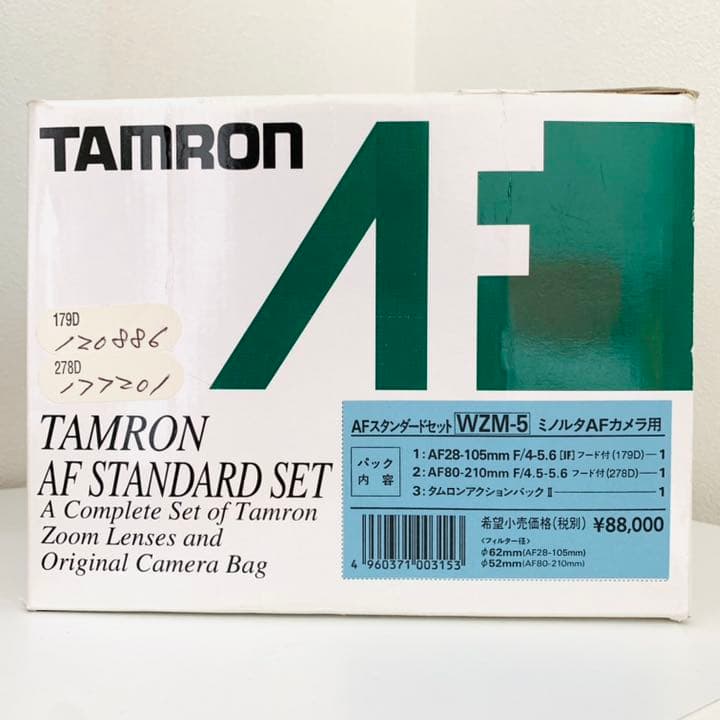 TAMRON
AF
179D
120886
278D
177201
TAMRON
AF STANDARD SET
A Complete Set of Tamron
Zoom Lenses and
Original Camera Bag
AFスタンダードセット WZM-5 ミノルタAFカメラ用
パック
内容
1:AF28-105mm F/4-5.6 [IF] フード付(179D)―1
2:AF80-210mm F/4.5-5.6 フード付(278D)―1
3:タムロンアクションパックⅡ―1
希望小売価格(税別) ¥88,000
<フィルター径>
φ62mm(AF28-105mm)
φ52mm(AF80-210mm)
4 960371 003153